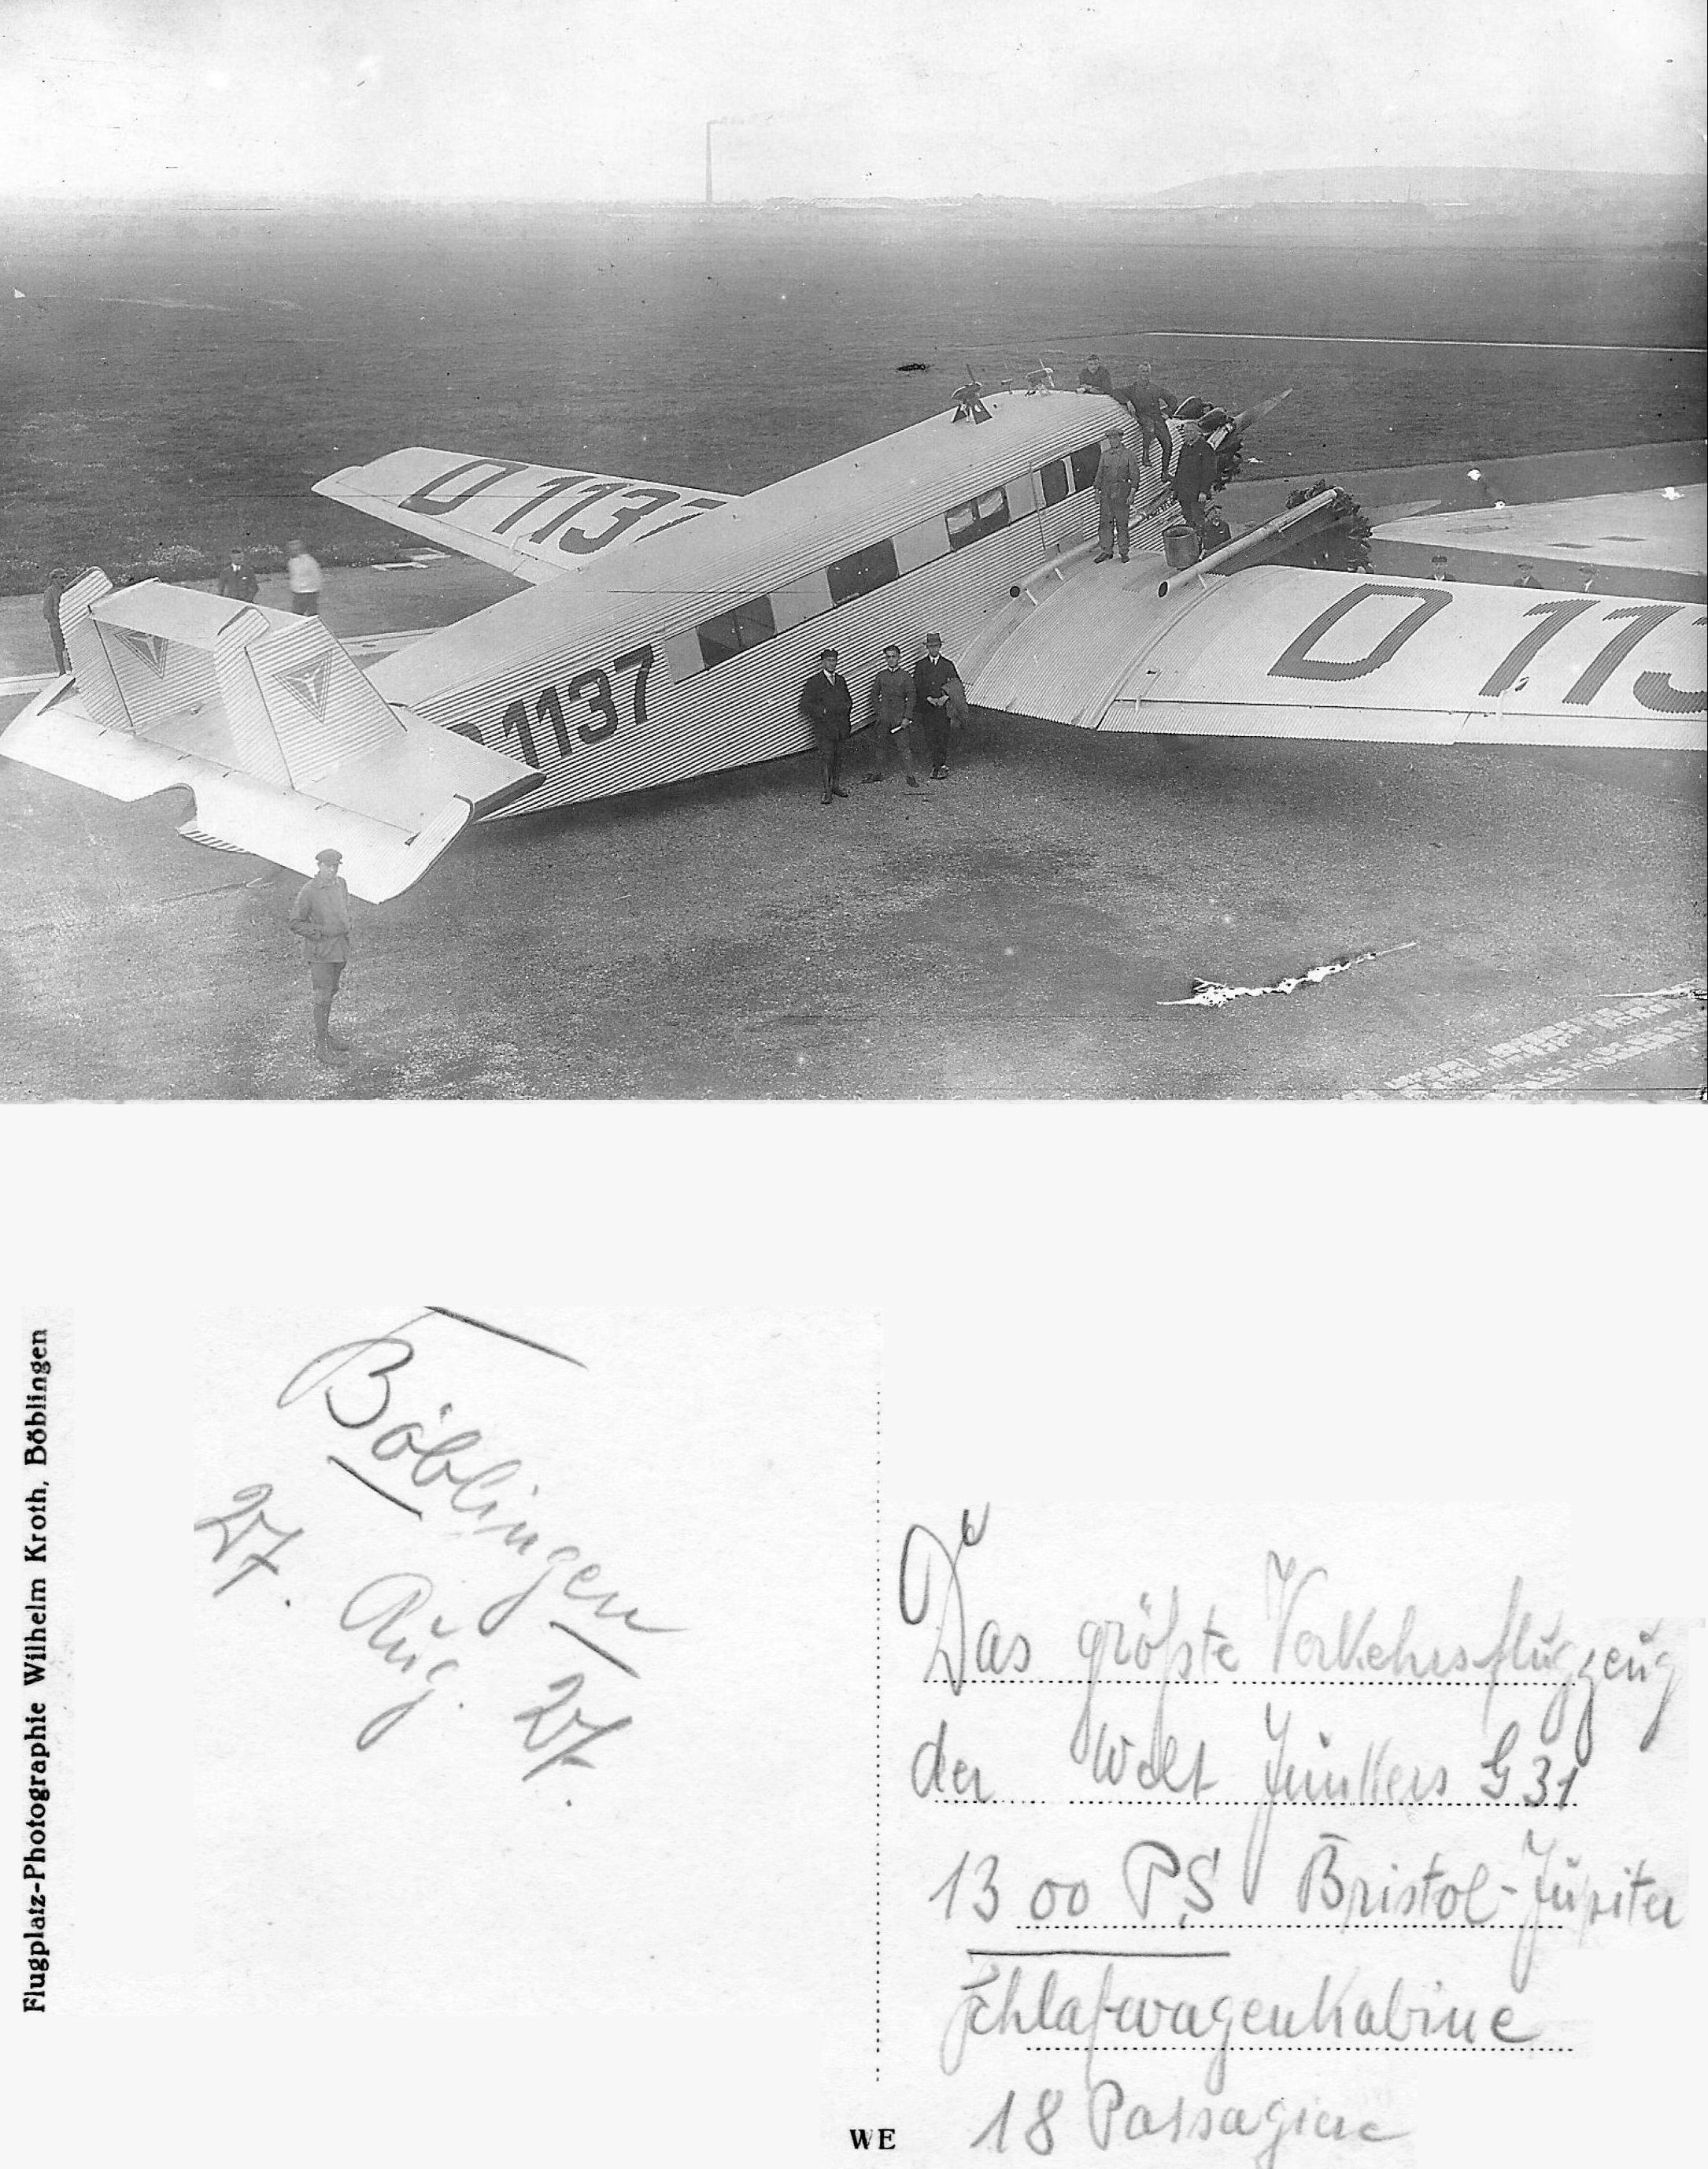 D 1137
D 113
D 1137
Flugplatz-Photographie Wilhelm Kroth, Böblingen
Böblingen
27. Aug. 27.
Das größte Verkehrsflugzeug
der Welt Junkers G 31
1300 PS Bristol-Jupiter
Schlafwagenkabine
18 Passagiere
WE